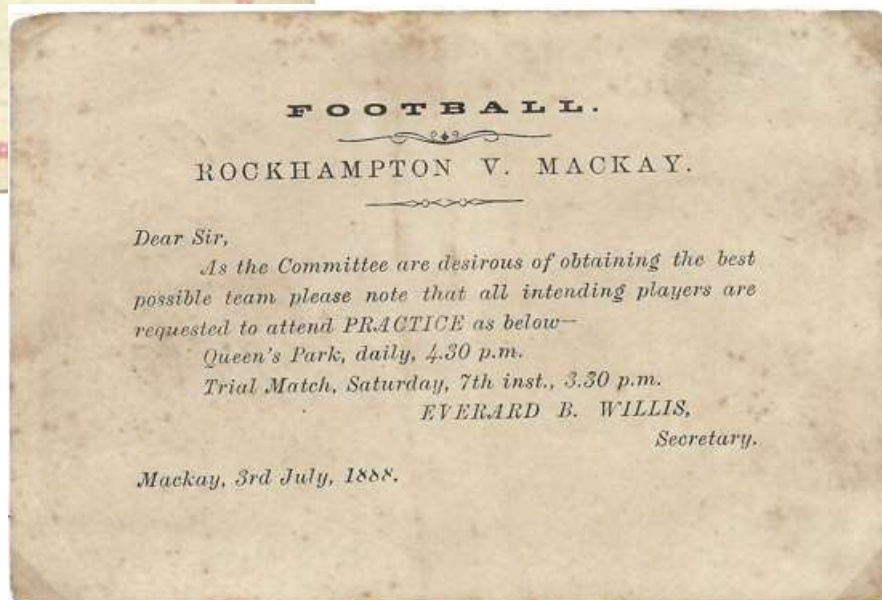 FOOTBALL.
ROCKHAMPTON V. MACKAY.
Dear Sir,
As the Committee are desirous of obtaining the best
possible team please note that all intending players are
requested to attend PRACTICE as below—
Queen's Park, daily, 4.30 p.m.
Trial Match, Saturday, 7th inst., 3.30 p.m.
EVERARD B. WILLIS,
Secretary.
Mackay, 3rd July, 1888.